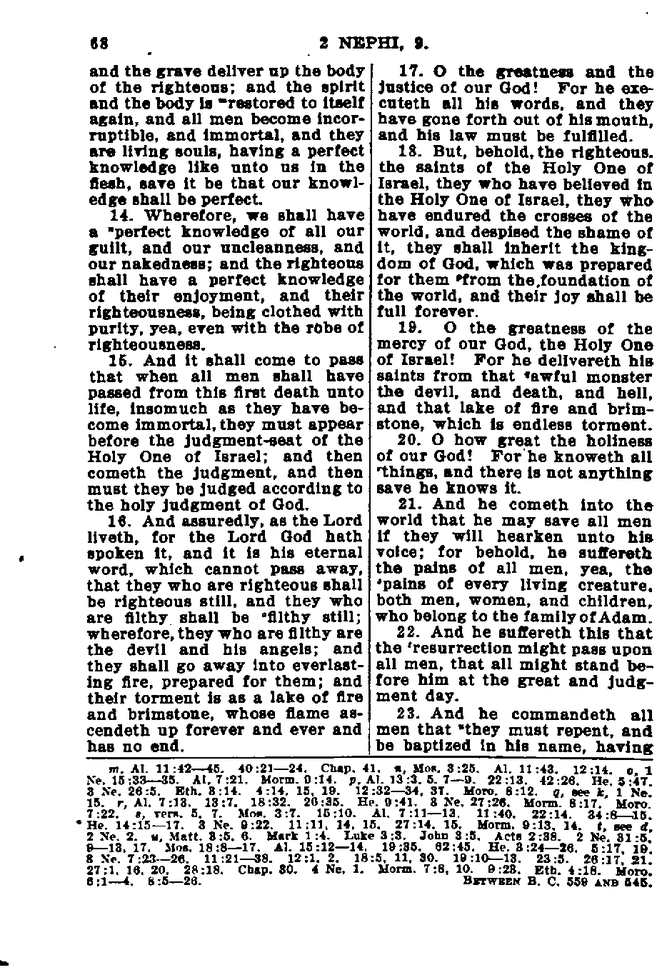 68
2 NEPHI, 9.
and the grave deliver up the body
of the righteous; and the spirit
and the body is ᵐrestored to itself
again, and all men become incor-
ruptible, and immortal, and they
are living souls, having a perfect
knowledge like unto us in the
flesh, save it be that our knowl-
edge shall be perfect.
14. Wherefore, we shall have
a ⁿperfect knowledge of all our
guilt, and our uncleanness, and
our nakedness; and the righteous
shall have a perfect knowledge
of their enjoyment, and their
righteousness, being clothed with
purity, yea, even with the robe of
righteousness.
15. And it shall come to pass
that when all men shall have
passed from this first death unto
life, insomuch as they have be-
come immortal, they must appear
before the judgment-seat of the
Holy One of Israel; and then
cometh the judgment, and then
must they be judged according to
the holy judgment of God.
16. And assuredly, as the Lord
liveth, for the Lord God hath
spoken it, and it is his eternal
word, which cannot pass away,
that they who are righteous shall
be righteous still, and they who
are filthy shall be ᵒfilthy still;
wherefore, they who are filthy are
the devil and his angels; and
they shall go away into everlast-
ing fire, prepared for them; and
their torment is as a lake of fire
and brimstone, whose flame as-
cendeth up forever and ever and
has no end.
17. O the greatness and the
justice of our God! For he exe-
cuteth all his words, and they
have gone forth out of his mouth,
and his law must be fulfilled.
18. But, behold, the righteous,
the saints of the Holy One of
Israel, they who have believed in
the Holy One of Israel, they who
have endured the crosses of the
world, and despised the shame of
it, they shall inherit the king-
dom of God, which was prepared
for them ᵖfrom the foundation of
the world, and their joy shall be
full forever.
19. O the greatness of the
mercy of our God, the Holy One
of Israel! For he delivereth his
saints from that qawful monster
the devil, and death, and hell,
and that lake of fire and brim-
stone, which is endless torment.
20. O how great the holiness
of our God! For he knoweth all
ʳthings, and there is not anything
save he knows it.
21. And he cometh into the
world that he may save all men
if they will hearken unto his
voice; for behold, he suffereth
the pains of all men, yea, the
ˢpains of every living creature,
both men, women, and children,
who belong to the family of Adam.
22. And he suffereth this that
the ᵗresurrection might pass upon
all men, that all might stand be-
fore him at the great and judg-
ment day.
23. And he commandeth all
men that ᵘthey must repent, and
be baptized in his name, having
m, Al. 11:42—45. 40:21—24. Chap. 41. n, Mos. 3:25. Al. 11:43. 12:14. o, 1
Ne. 15:33—35. Al. 7:21. Morm. 9:14. p, Al. 13:3, 5, 7—9. 22:13. 42:26. He. 5:47.
3 Ne. 26:5. Eth. 3:14. 4:14, 15, 19. 12:32—34, 37. Moro. 8:12. q, see k, 1 Ne.
15. r, Al. 7:13. 13:7. 18:32. 26:35. He. 9:41. 3 Ne. 27:26. Morm. 8:17. Moro.
7:22. s, vers. 5, 7. Mos. 3:7. 15:10. Al. 7:11—13. 11:40. 22:14. 34:8—15.
He. 14:15—17. 3 Ne. 9:22. 11:11, 14, 15. 27:14, 15. Morm. 9:13, 14. t, see d,
2 Ne. 2. u, Matt. 3:5, 6. Mark 1:4. Luke 3:3. John 3:5. Acts 2:38. 2 Ne. 31:5,
9—13, 17. Mos. 18:8—17. Al. 15:12—14. 19:35. 62:45. He. 3:24—26. 5:17, 19.
3 Ne. 7:23—26. 11:21—38. 12:1, 2. 18:5, 11, 30. 19:10—13. 23:5. 26:17, 21.
27:1, 16, 20. 28:18. Chap. 30. 4 Ne. 1. Morm. 7:8, 10. 9:23. Eth. 4:18. Moro.
6:1—4. 8:5—26.
BETWEEN B. C. 559 AND 545.